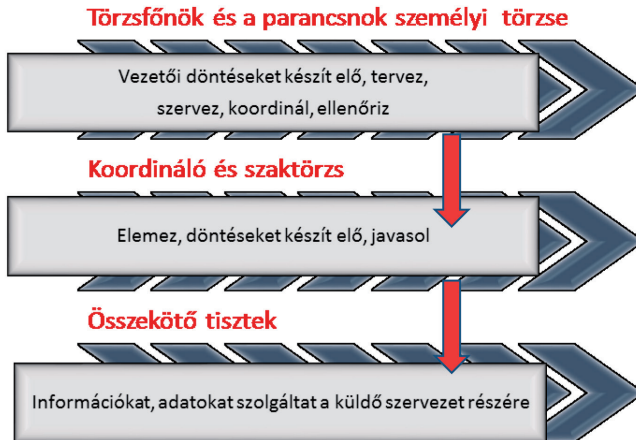 Törzsfőnök és a parancsnok személyi törzse
Vezetői döntéseket készít elő, tervez,
szervez, koordinál, ellenőriz
Koordináló és szaktörzs
Elemez, döntéseket készít elő, javasol
Összekötő tisztek
Információkat, adatokat szolgáltat a küldő szervezet részére